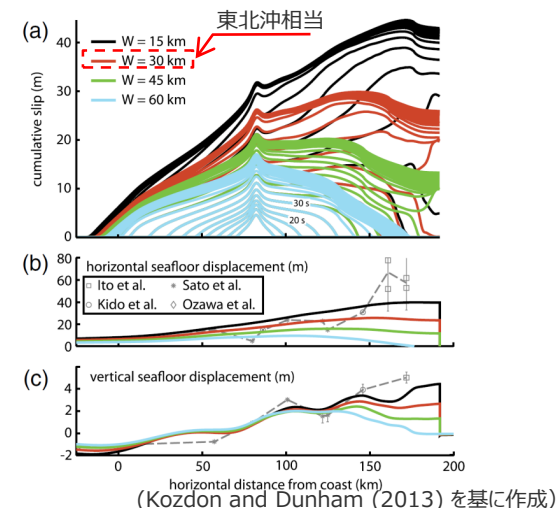 東北沖相当
(a)
40
30
20
10
0
cumulative slip (m)
W = 15 km
W = 30 km
W = 45 km
W = 60 km
30 s
20 s
(b)
80
60
40
20
0
horizontal seafloor displacement (m)
Ito et al.
Sato et al.
Kido et al.
Ozawa et al.
(c)
6
4
2
0
-2
vertical seafloor displacement (m)
0 50 100 150 200
horizontal distance from coast (km)
(Kozdon and Dunham (2013) を基に作成)